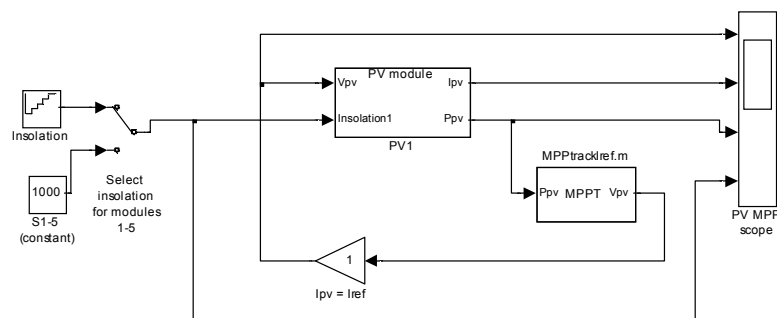 PV module
Vpv
Ipv
Insolation1
Ppv
PV1
Insolation
1000
S1-5
(constant)
Select
insolation
for modules
1-5
MPPtrackIref.m
Ppv
MPPT
Vpv
1
Ipv = Iref
PV MPP
scope